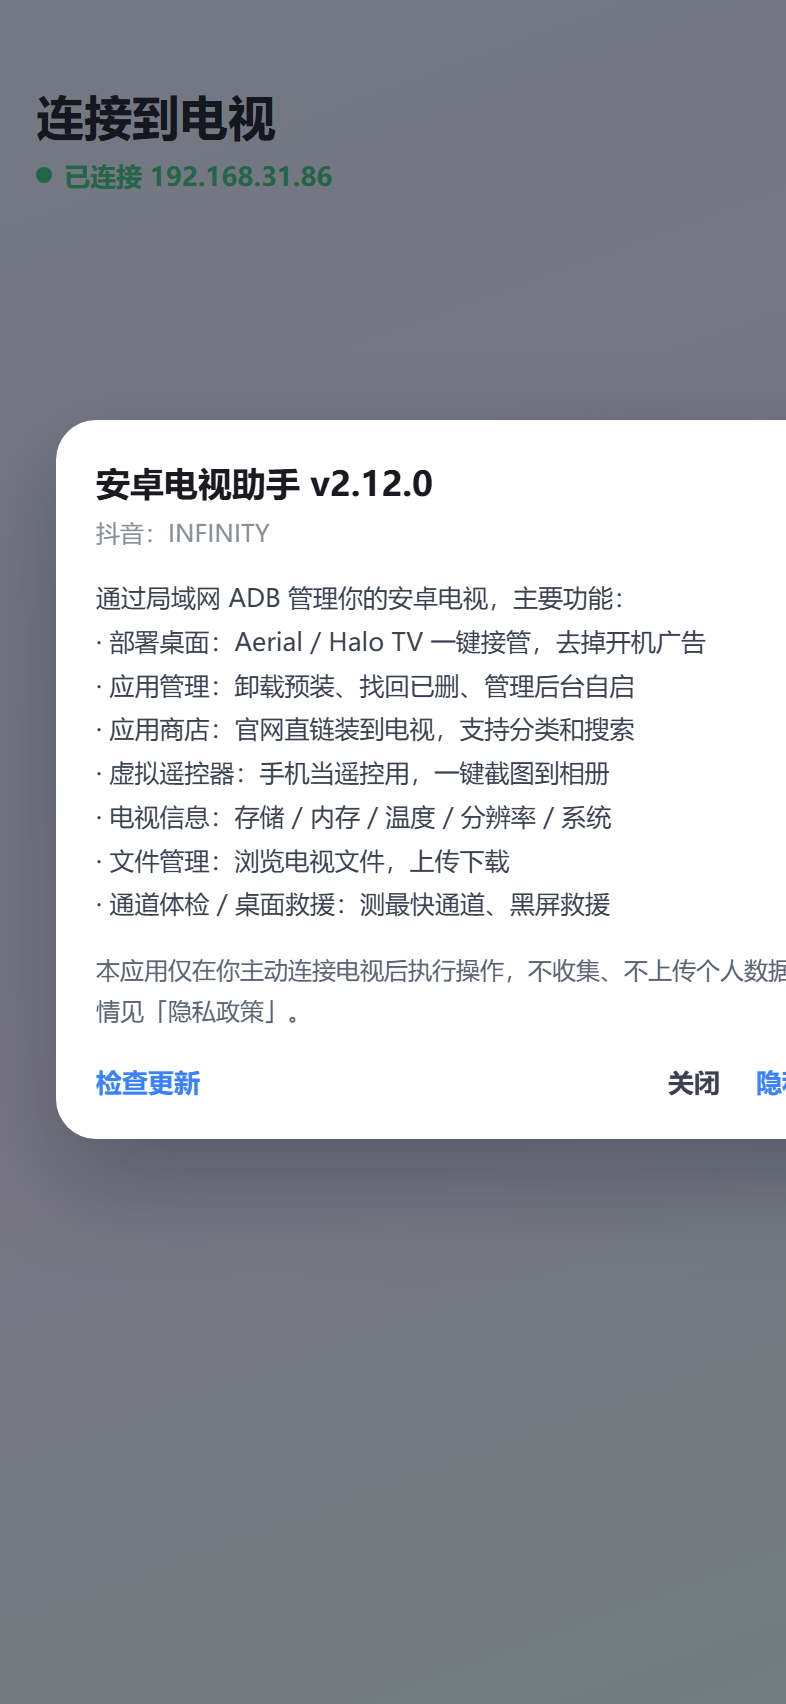 连接到电视
已连接 192.168.31.86
安卓电视助手 v2.12.0
抖音：INFINITY
通过局域网 ADB 管理你的安卓电视，主要功能：
· 部署桌面：Aerial / Halo TV 一键接管，去掉开机广告
· 应用管理：卸载预装、找回已删、管理后台自启
· 应用商店：官网直链装到电视，支持分类和搜索
· 虚拟遥控器：手机当遥控用，一键截图到相册
· 电视信息：存储 / 内存 / 温度 / 分辨率 / 系统
· 文件管理：浏览电视文件，上传下载
· 通道体检 / 桌面救援：测最快通道、黑屏救援
本应用仅在你主动连接电视后执行操作，不收集、不上传个人数据
情见「隐私政策」。
检查更新 关闭 隐